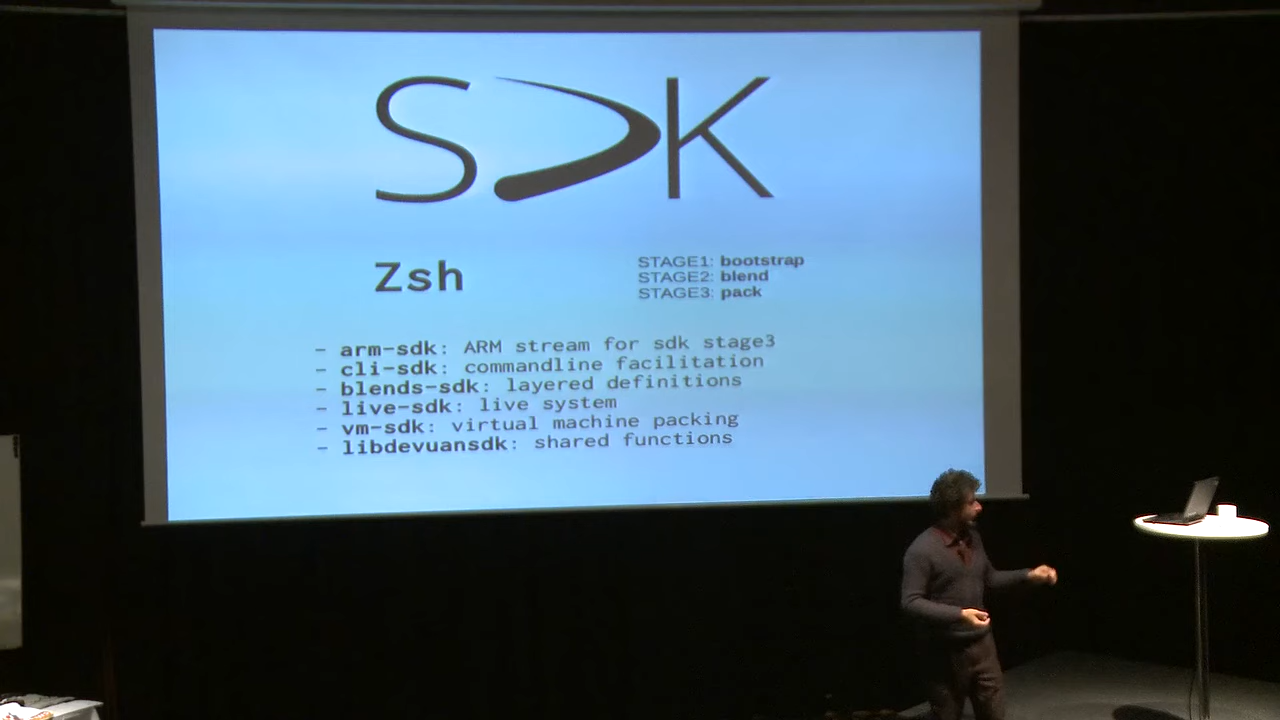 SDK
Zsh
STAGE1: bootstrap
STAGE2: blend
STAGE3: pack
- arm-sdk: ARM stream for sdk stage3
- cli-sdk: commandline facilitation
- blends-sdk: layered definitions
- live-sdk: live system
- vm-sdk: virtual machine packing
- libdevuansdk: shared functions